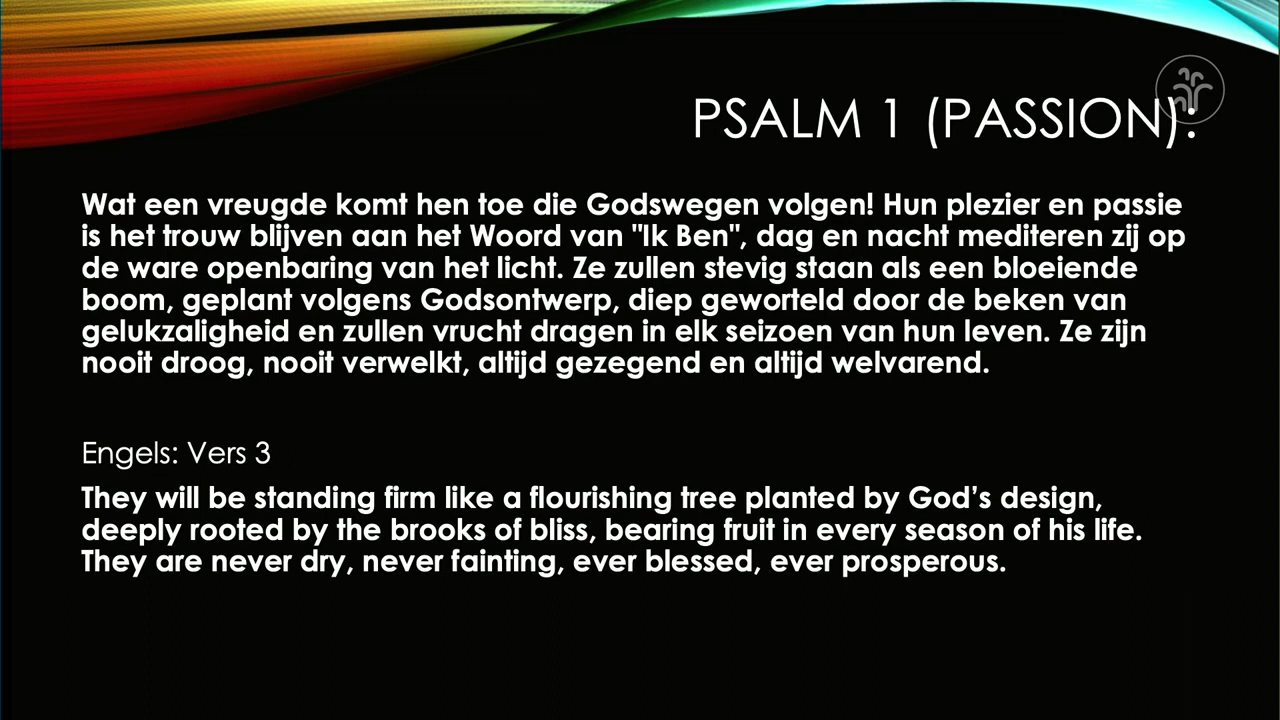 PSALM 1 (PASSION):
Wat een vreugde komt hen toe die Godswegen volgen! Hun plezier en passie
is het trouw blijven aan het Woord van "Ik Ben", dag en nacht mediteren zij op
de ware openbaring van het licht. Ze zullen stevig staan als een bloeiende
boom, geplant volgens Godsontwerp, diep geworteld door de beken van
gelukzaligheid en zullen vrucht dragen in elk seizoen van hun leven. Ze zijn
nooit droog, nooit verwelkt, altijd gezegend en altijd welvarend.
Engels: Vers 3
They will be standing firm like a flourishing tree planted by God’s design,
deeply rooted by the brooks of bliss, bearing fruit in every season of his life.
They are never dry, never fainting, ever blessed, ever prosperous.